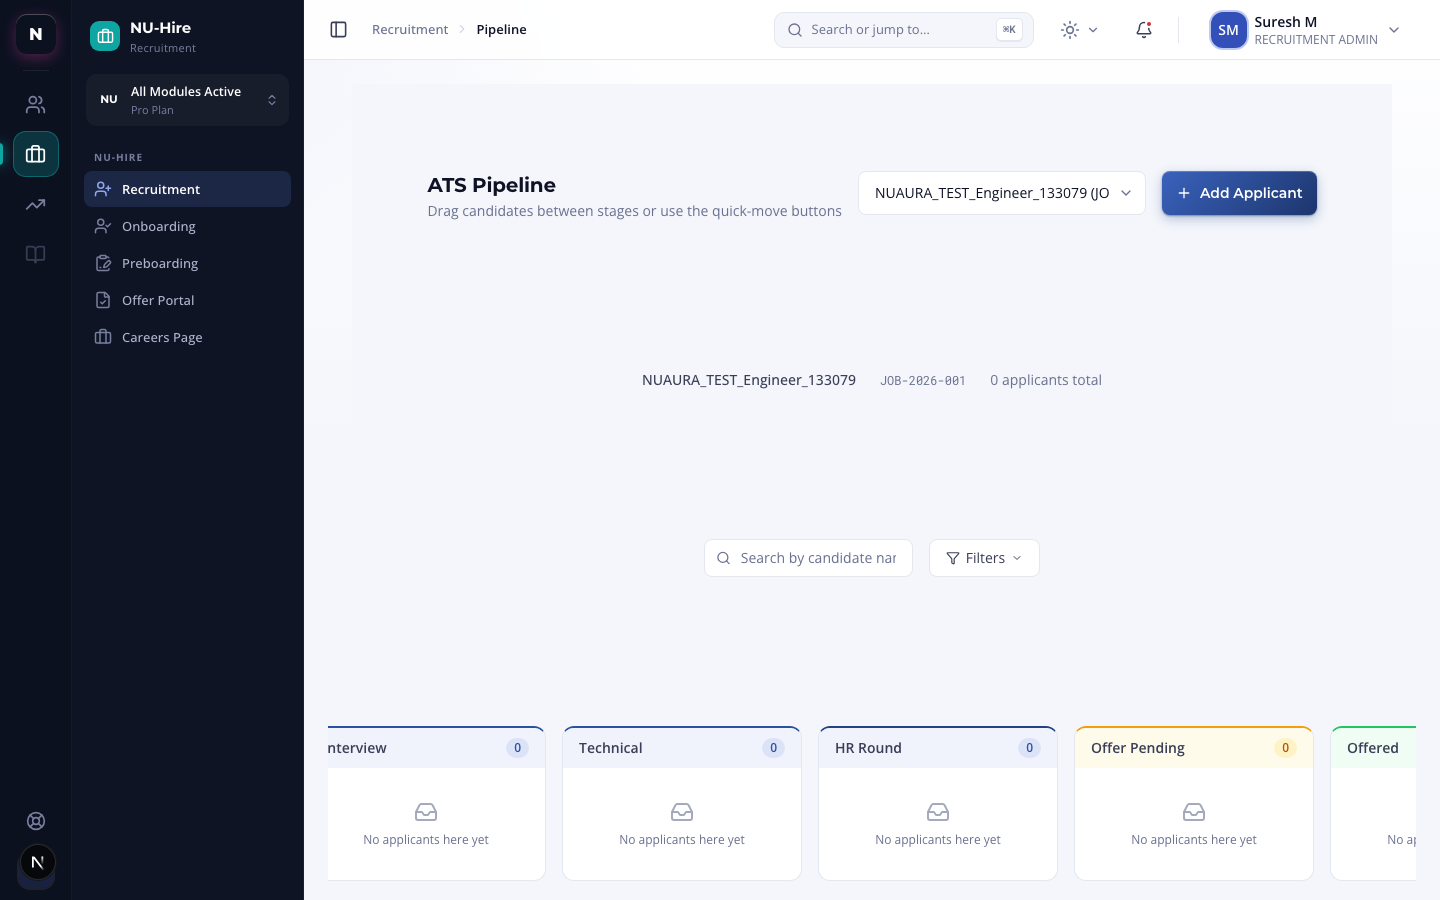 N
NU-Hire
Recruitment
NU
All Modules Active
Pro Plan
NU-HIRE
Recruitment
Onboarding
Preboarding
Offer Portal
Careers Page
N
Recruitment
Pipeline
Search or jump to...
⌘K
SM
Suresh M
RECRUITMENT ADMIN
ATS Pipeline
Drag candidates between stages or use the quick-move buttons
NUAURA_TEST_Engineer_133079 (JO
Add Applicant
NUAURA_TEST_Engineer_133079 JOB-2026-001 0 applicants total
Search by candidate nar
Filters
nterview 0
No applicants here yet
Technical 0
No applicants here yet
HR Round 0
No applicants here yet
Offer Pending 0
No applicants here yet
Offered
No ap